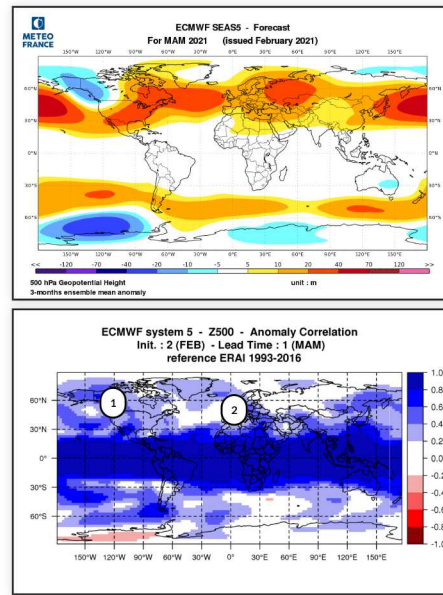 METEO
FRANCE
ECMWF SEAS5 - Forecast
For MAM 2021 (issued February 2021)
150°W 120°W 90°W 60°W 30°W 0°E 30°E 60°E 90°E 120°E 150°E
60°N 60°N
30°N 30°N
0°N 0°N
30°S 30°S
60°S 60°S
<< -120 -70 -40 -20 -10 -5 5 10 20 40 70 120 >>
500 hPa Geopotential Height unit : m
3-months ensemble mean anomaly
ECMWF system 5 - Z500 - Anomaly Correlation
Init. : 2 (FEB) - Lead Time : 1 (MAM)
reference ERAI 1993-2016
1
2
60°N
30°N
0°
30°S
60°S
150°W 120°W 90°W 60°W 30°W 0°E 30°E 60°E 90°E 120°E 150°E
1.0
0.8
0.6
0.4
0.2
0.0
-0.2
-0.4
-0.6
-0.8
-1.0